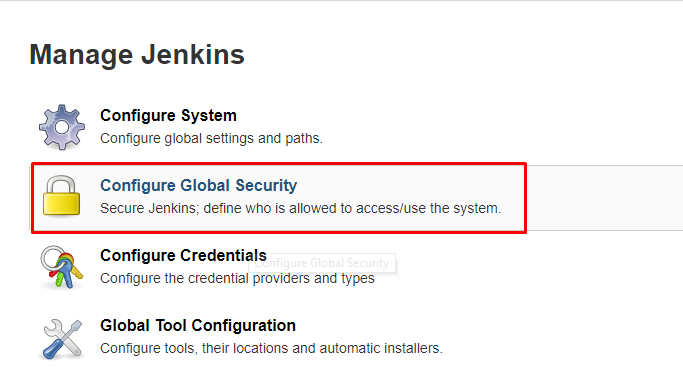 Manage Jenkins
Configure System
Configure global settings and paths.
Configure Global Security
Secure Jenkins; define who is allowed to access/use the system.
Configure Credentials
Configure Global Security
Configure the credential providers and types
Global Tool Configuration
Configure tools, their locations and automatic installers.